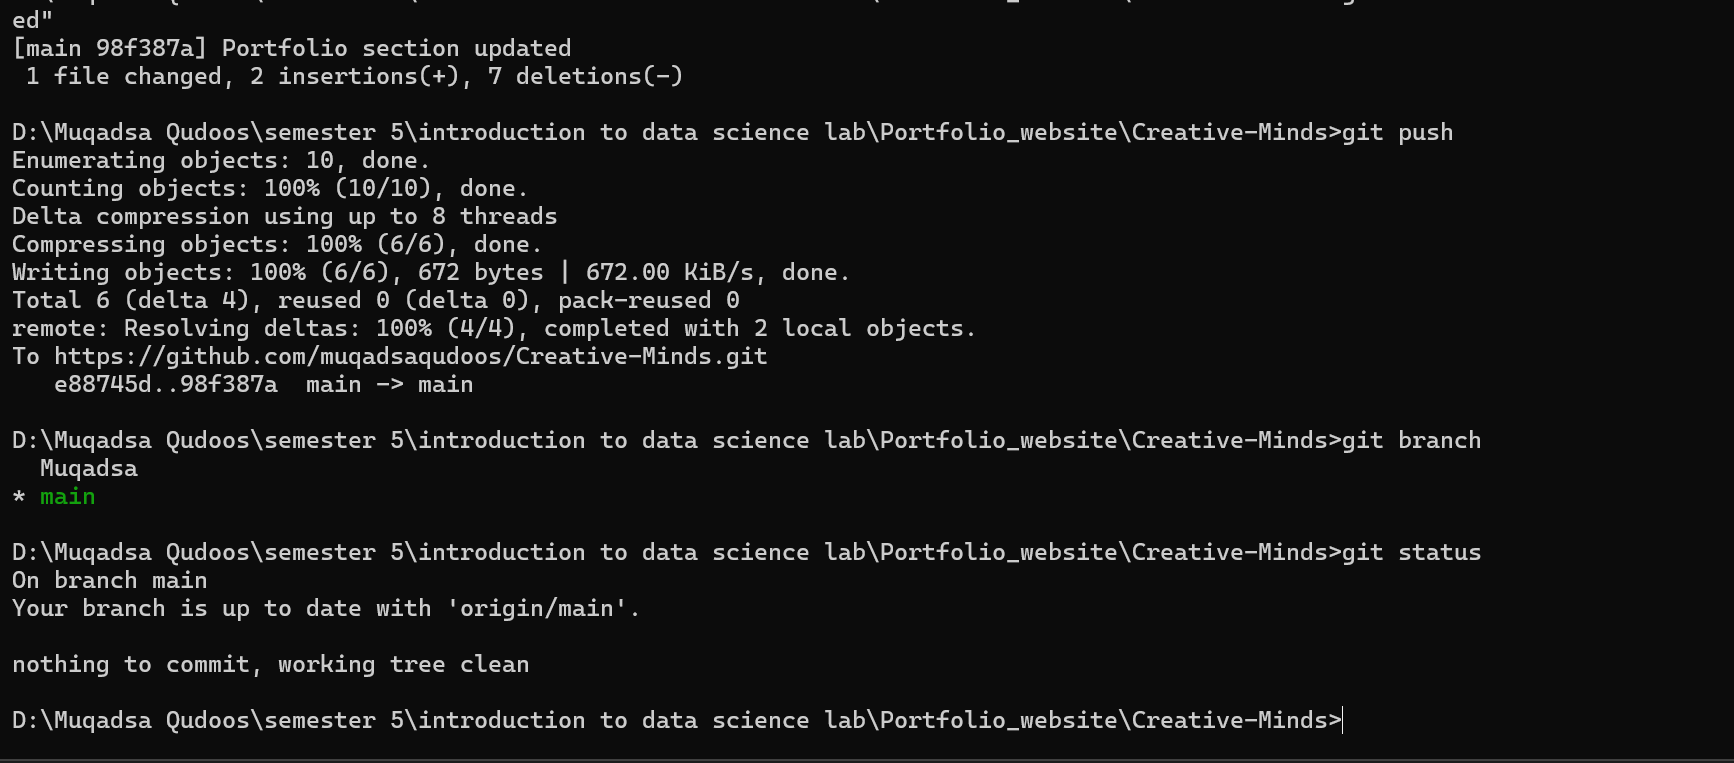 ed"
[main 98f387a] Portfolio section updated
 1 file changed, 2 insertions(+), 7 deletions(-)
D:\Muqadsa Qudoos\semester 5\introduction to data science lab\Portfolio_website\Creative-Minds>git push
Enumerating objects: 10, done.
Counting objects: 100% (10/10), done.
Delta compression using up to 8 threads
Compressing objects: 100% (6/6), done.
Writing objects: 100% (6/6), 672 bytes | 672.00 KiB/s, done.
Total 6 (delta 4), reused 0 (delta 0), pack-reused 0
remote: Resolving deltas: 100% (4/4), completed with 2 local objects.
To https://github.com/muqadsaqudoos/Creative-Minds.git
   e88745d..98f387a  main -> main
D:\Muqadsa Qudoos\semester 5\introduction to data science lab\Portfolio_website\Creative-Minds>git branch
  Muqadsa
* main
D:\Muqadsa Qudoos\semester 5\introduction to data science lab\Portfolio_website\Creative-Minds>git status
On branch main
Your branch is up to date with 'origin/main'.
nothing to commit, working tree clean
D:\Muqadsa Qudoos\semester 5\introduction to data science lab\Portfolio_website\Creative-Minds>